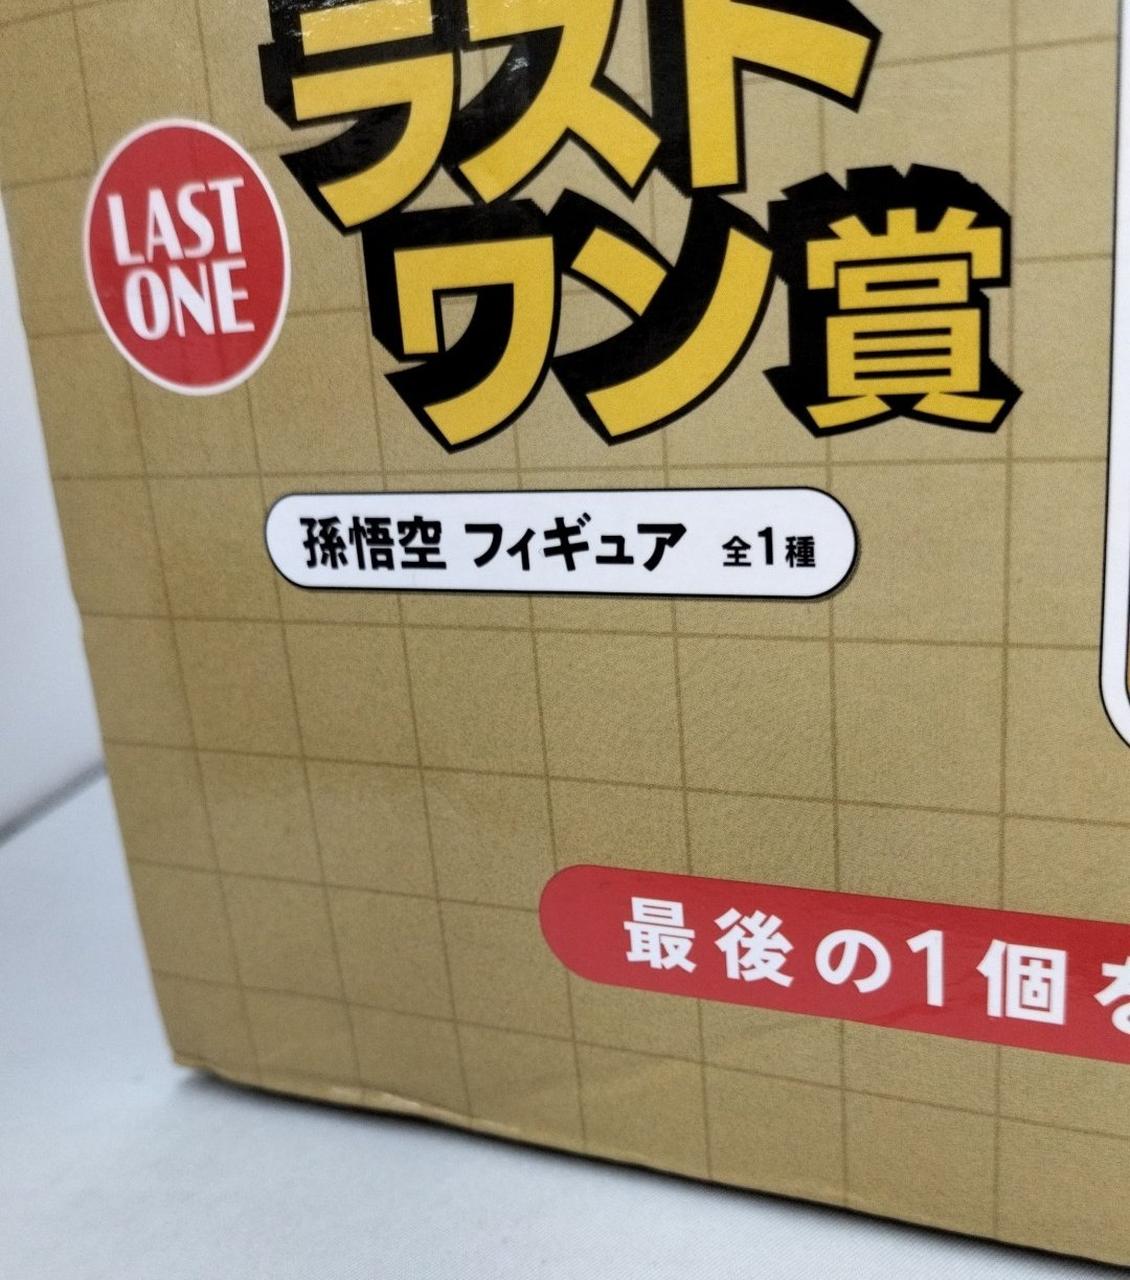 ラスト
ワン賞
LAST
ONE
孫悟空 フィギュア 全1種
最後の1個を